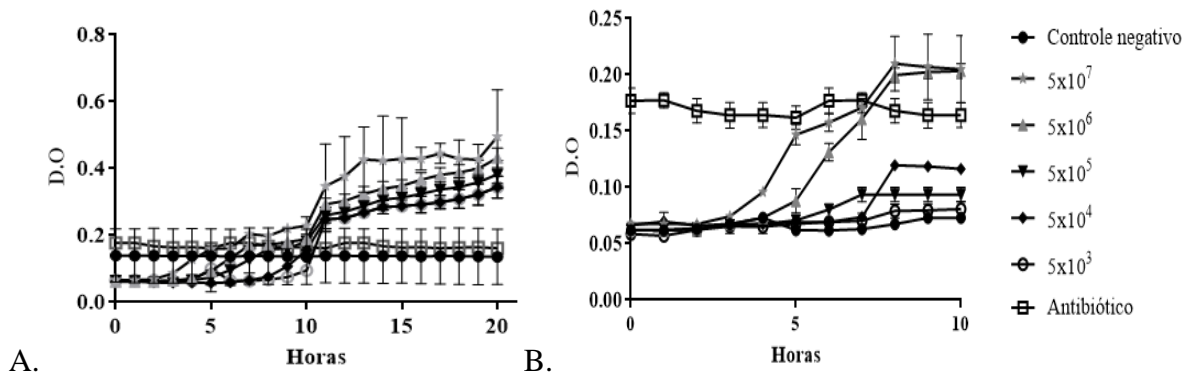 0.8
0.6
0.4
0.2
0.0
D.O
0 5 10 15 20
Horas
A.
0.25
0.20
0.15
0.10
0.05
0.00
D.O
0 5 10
Horas
B.
Controle negativo
5x10⁷
5x10⁶
5x10⁵
5x10⁴
5x10³
Antibiótico